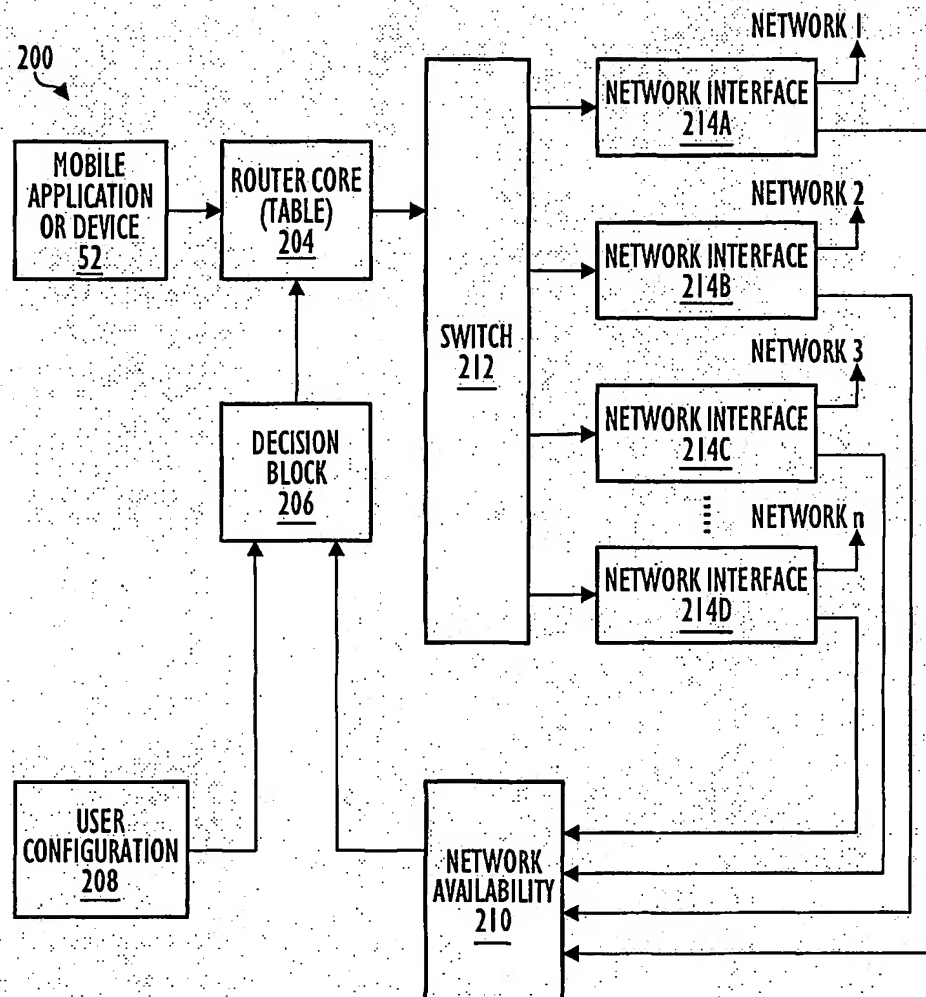 200
MOBILE
APPLICATION
OR DEVICE
52
ROUTER CORE
(TABLE)
204
DECISION
BLOCK
206
USER
CONFIGURATION
208
SWITCH
212
NETWORK 1
NETWORK INTERFACE
214A
NETWORK 2
NETWORK INTERFACE
214B
NETWORK 3
NETWORK INTERFACE
214C
NETWORK n
NETWORK INTERFACE
214D
NETWORK
AVAILABILITY
210